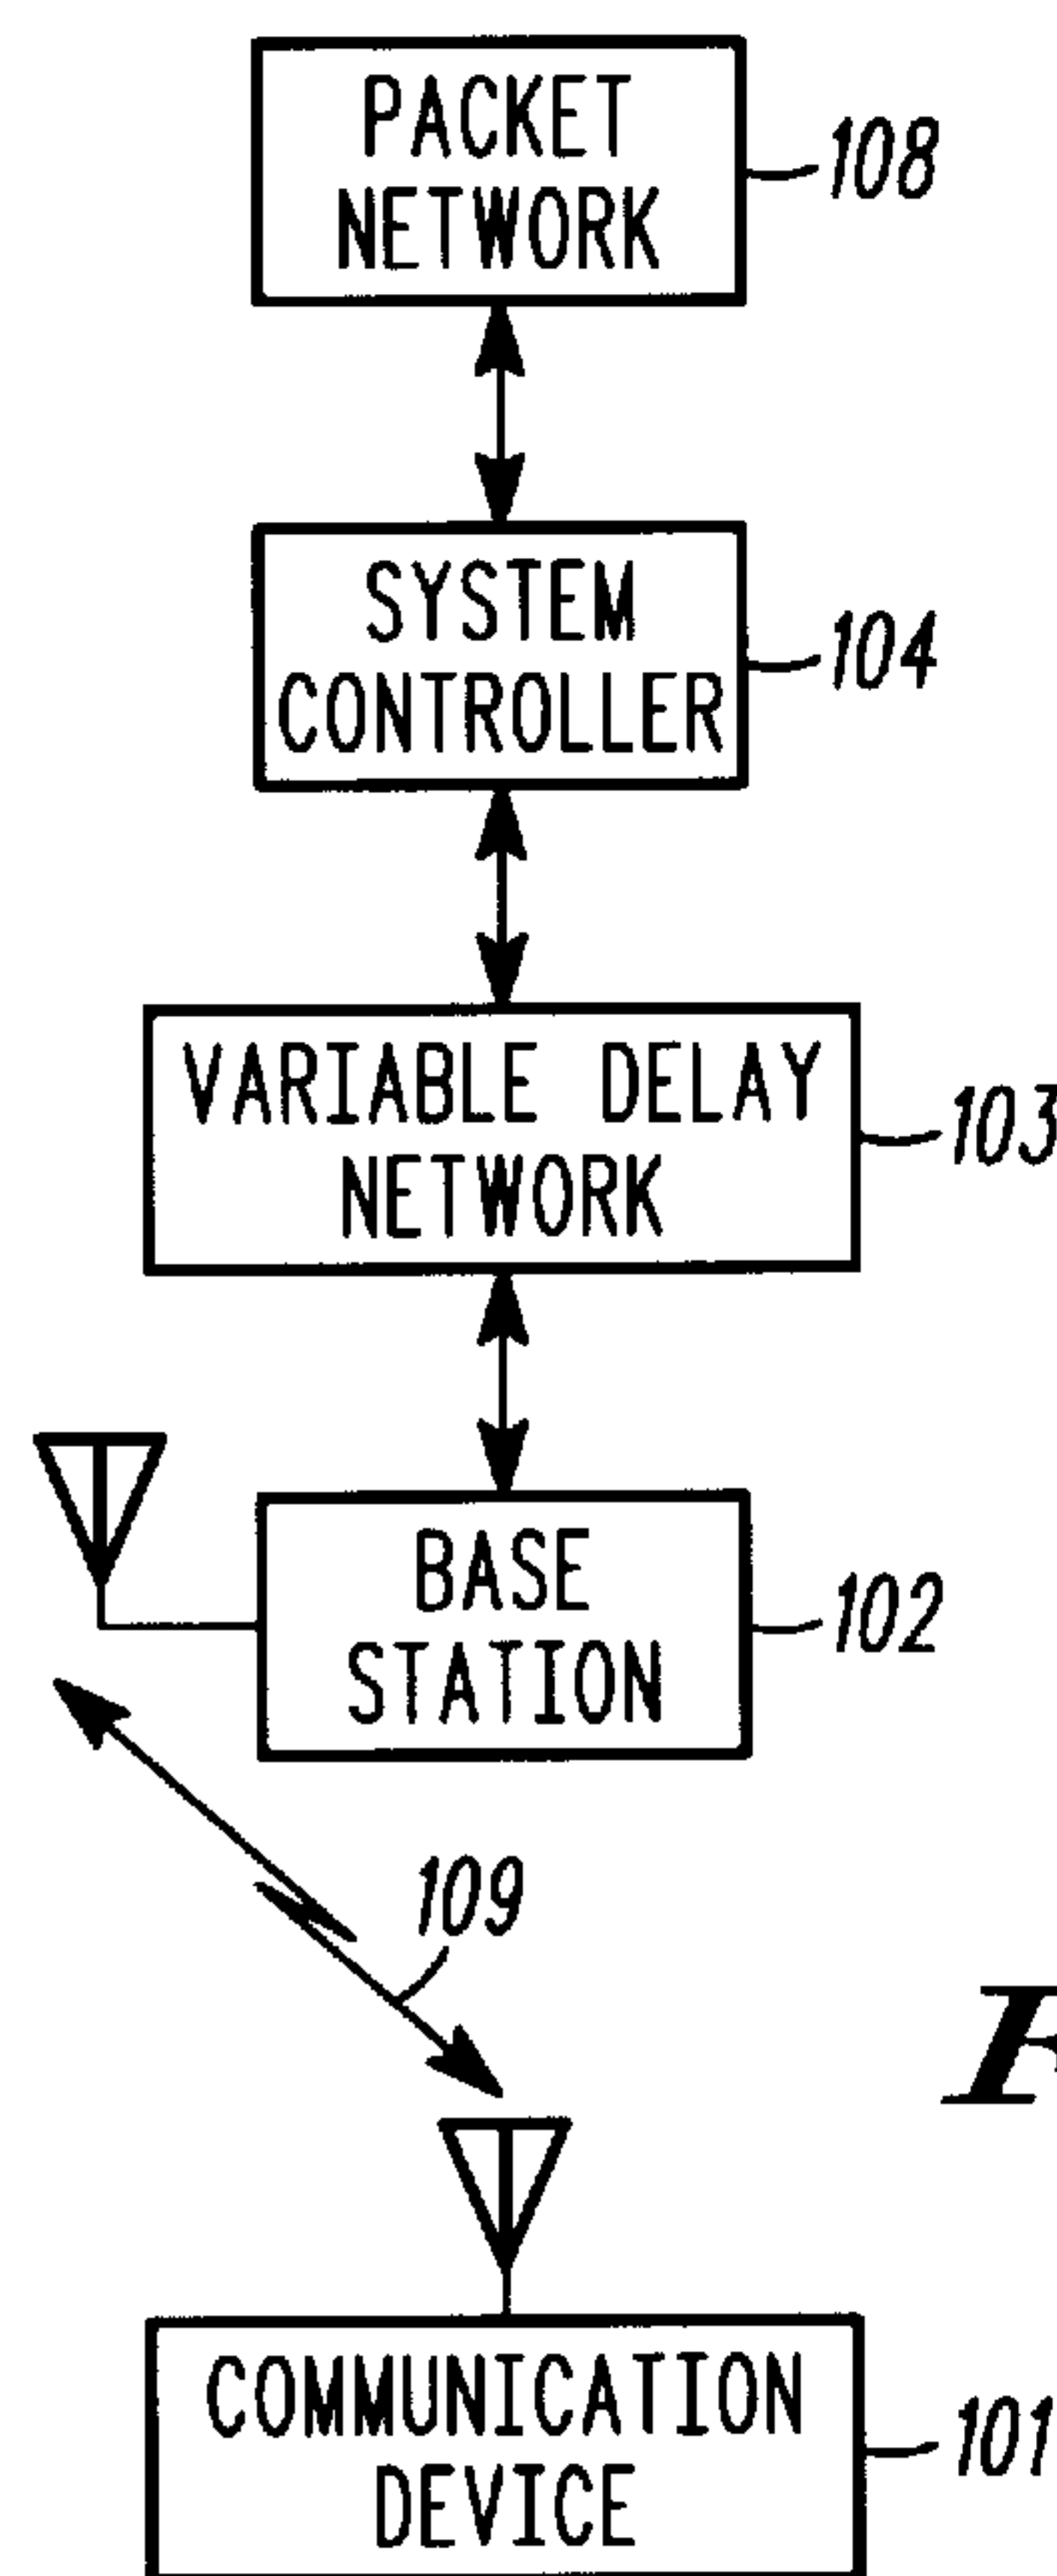 PACKET
NETWORK
108
SYSTEM
CONTROLLER
104
VARIABLE DELAY
NETWORK
103
BASE
STATION
102
109
COMMUNICATION
DEVICE
101